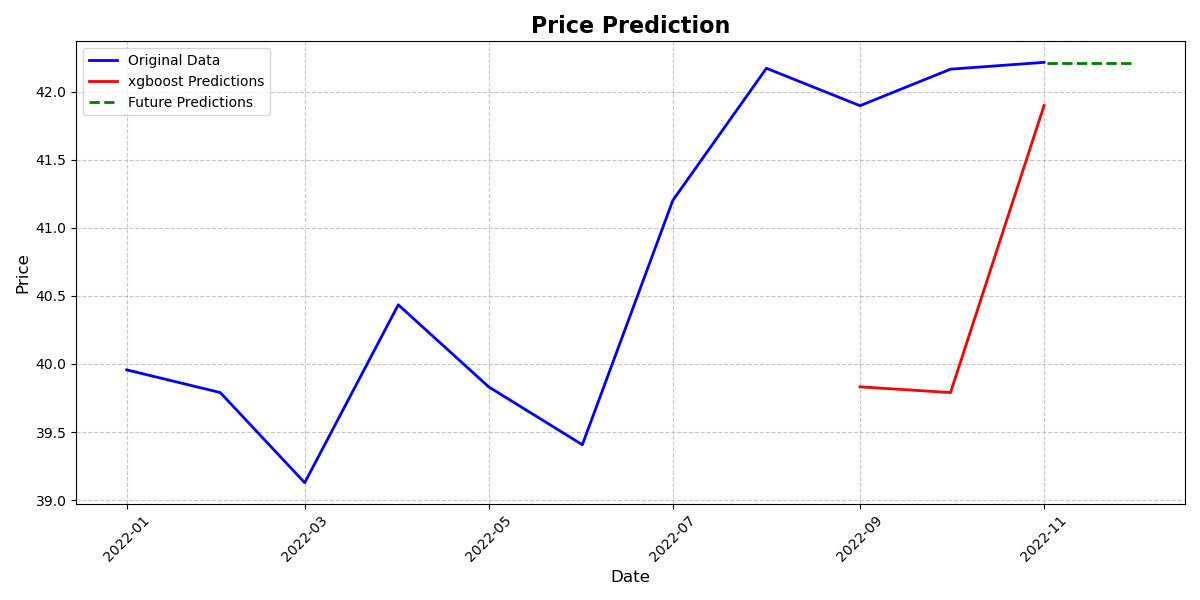 Price Prediction
Original Data
xgboost Predictions
Future Predictions
42.0
41.5
41.0
40.5
40.0
39.5
39.0
Price
2022-01
2022-03
2022-05
2022-07
2022-09
2022-11
Date